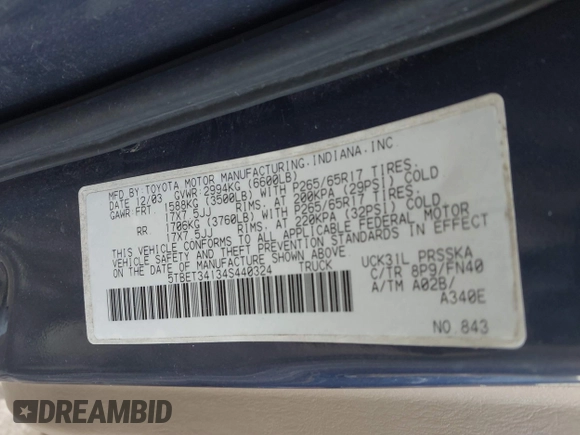 MFD.BY:TOYOTA MOTOR MANUFACTURING.INDIANA.INC
DATE 12/03 GVWR:2994KG (6600LB)
GAWR:FRT. 1588KG (3500LB) WITH P265/65R17 TIRES.
17X7.5JJ RIMS. AT 200KPA (29PSI) COLD
RR 1706KG (3760LB) WITH P265/65R17 TIRES.
17X7.5JJ RIMS. AT 220KPA (32PSI) COLD
THIS VEHICLE CONFORMS TO ALL APPLICABLE FEDERAL MOTOR
VEHICLE SAFETY STANDARDS IN EFFECT ON THE DATE OF
MANUFACTURE SHOWN ABOVE.
5TBET34134S440324 TRUCK
UCK31L PRSSKA
C/TR 8P9/FN40
A/TM A02B/
A340E
NO.843
DREAMBID